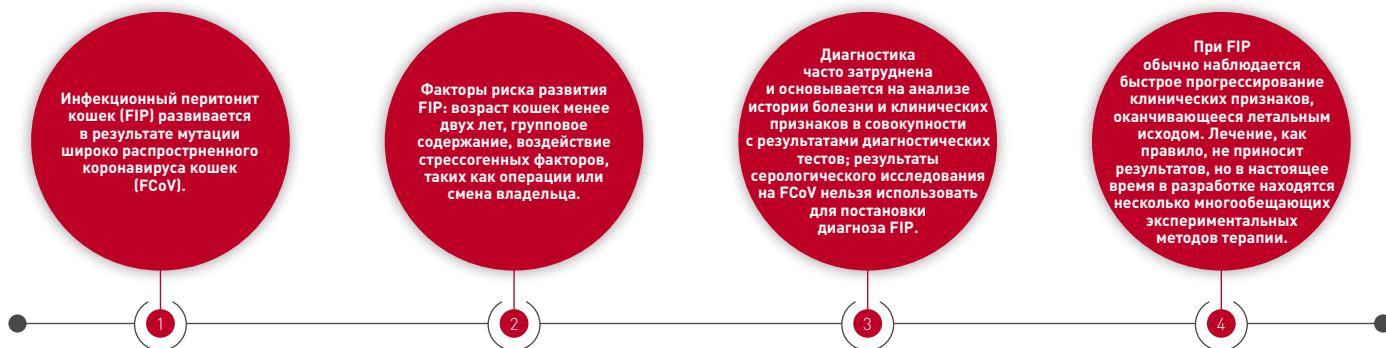 Инфекционный перитонит
кошек (FIP) развивается
в результате мутации
широко распрострненного
коронавируса кошек
(FCoV).
1
Факторы риска развития
FIP: возраст кошек менее
двух лет, групповое
содержание, воздействие
стрессогенных факторов,
таких как операции или
смена владельца.
2
Диагностика
часто затруднена
и основывается на анализе
истории болезни и клинических
признаков в совокупности
с результатами диагностических
тестов; результаты
серологического исследования
на FCoV нельзя использовать
для постановки
диагноза FIP.
3
При FIP
обычно наблюдается
быстрое прогрессирование
клинических признаков,
оканчивающееся летальным
исходом. Лечение, как
правило, не приносит
результатов, но в настоящее
время в разработке находятся
несколько многообещающих
экспериментальных
методов терапии.
4